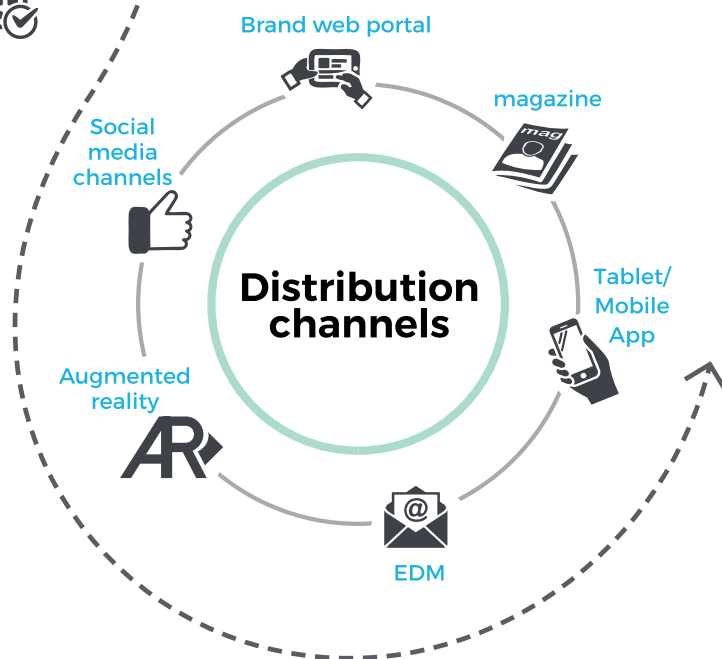 Brand web portal
magazine
mag
Social
media
channels
Distribution
channels
Tablet/
Mobile
App
Augmented
reality
AR
@
EDM